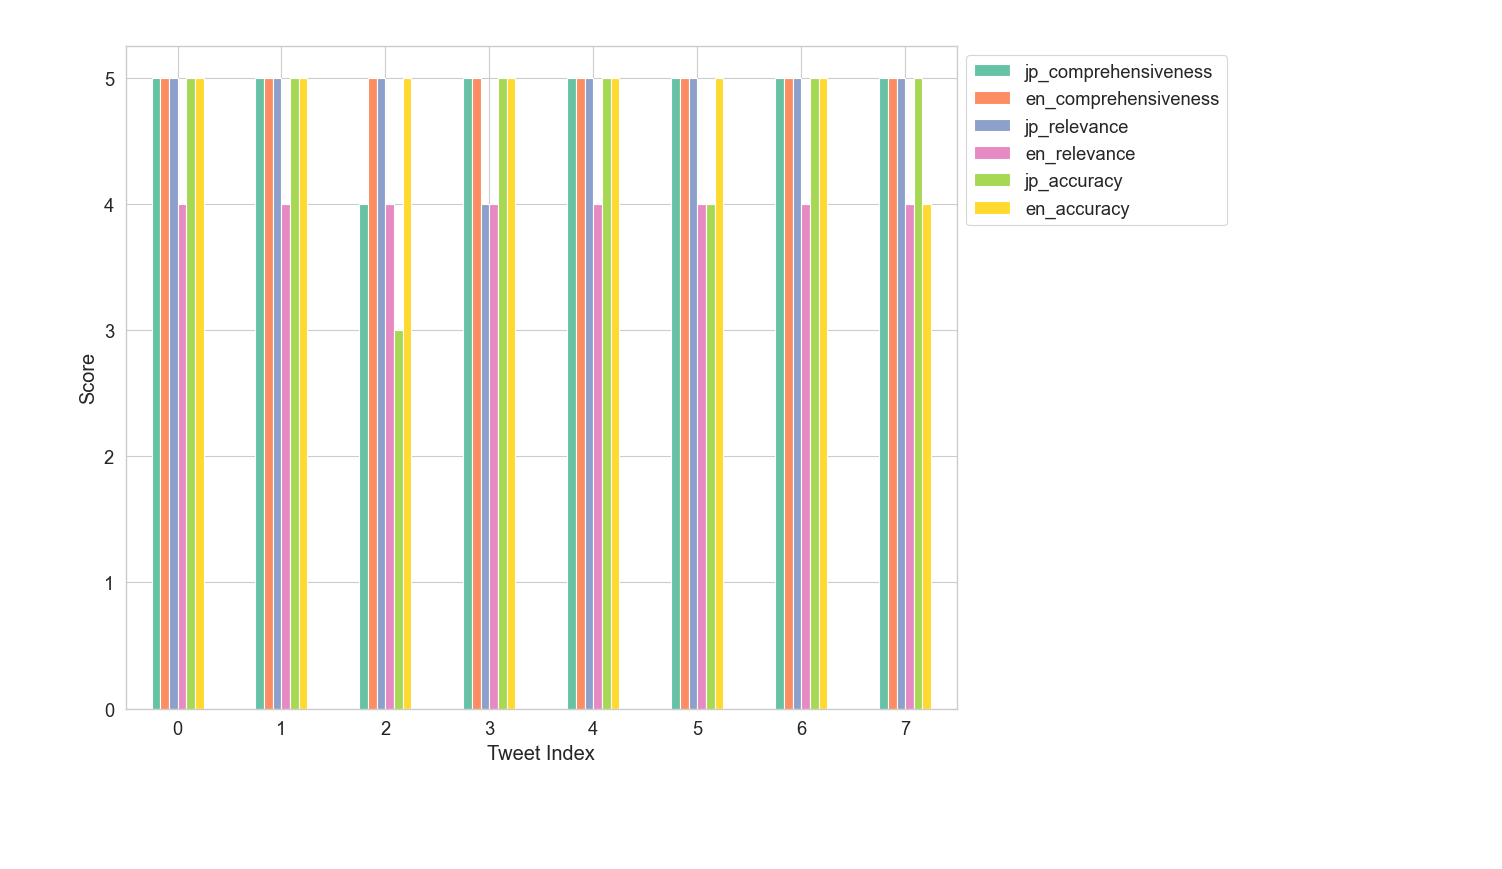 5
4
3
2
1
0
Score
0 1 2 3 4 5 6 7
Tweet Index
jp_comprehensiveness
en_comprehensiveness
jp_relevance
en_relevance
jp_accuracy
en_accuracy